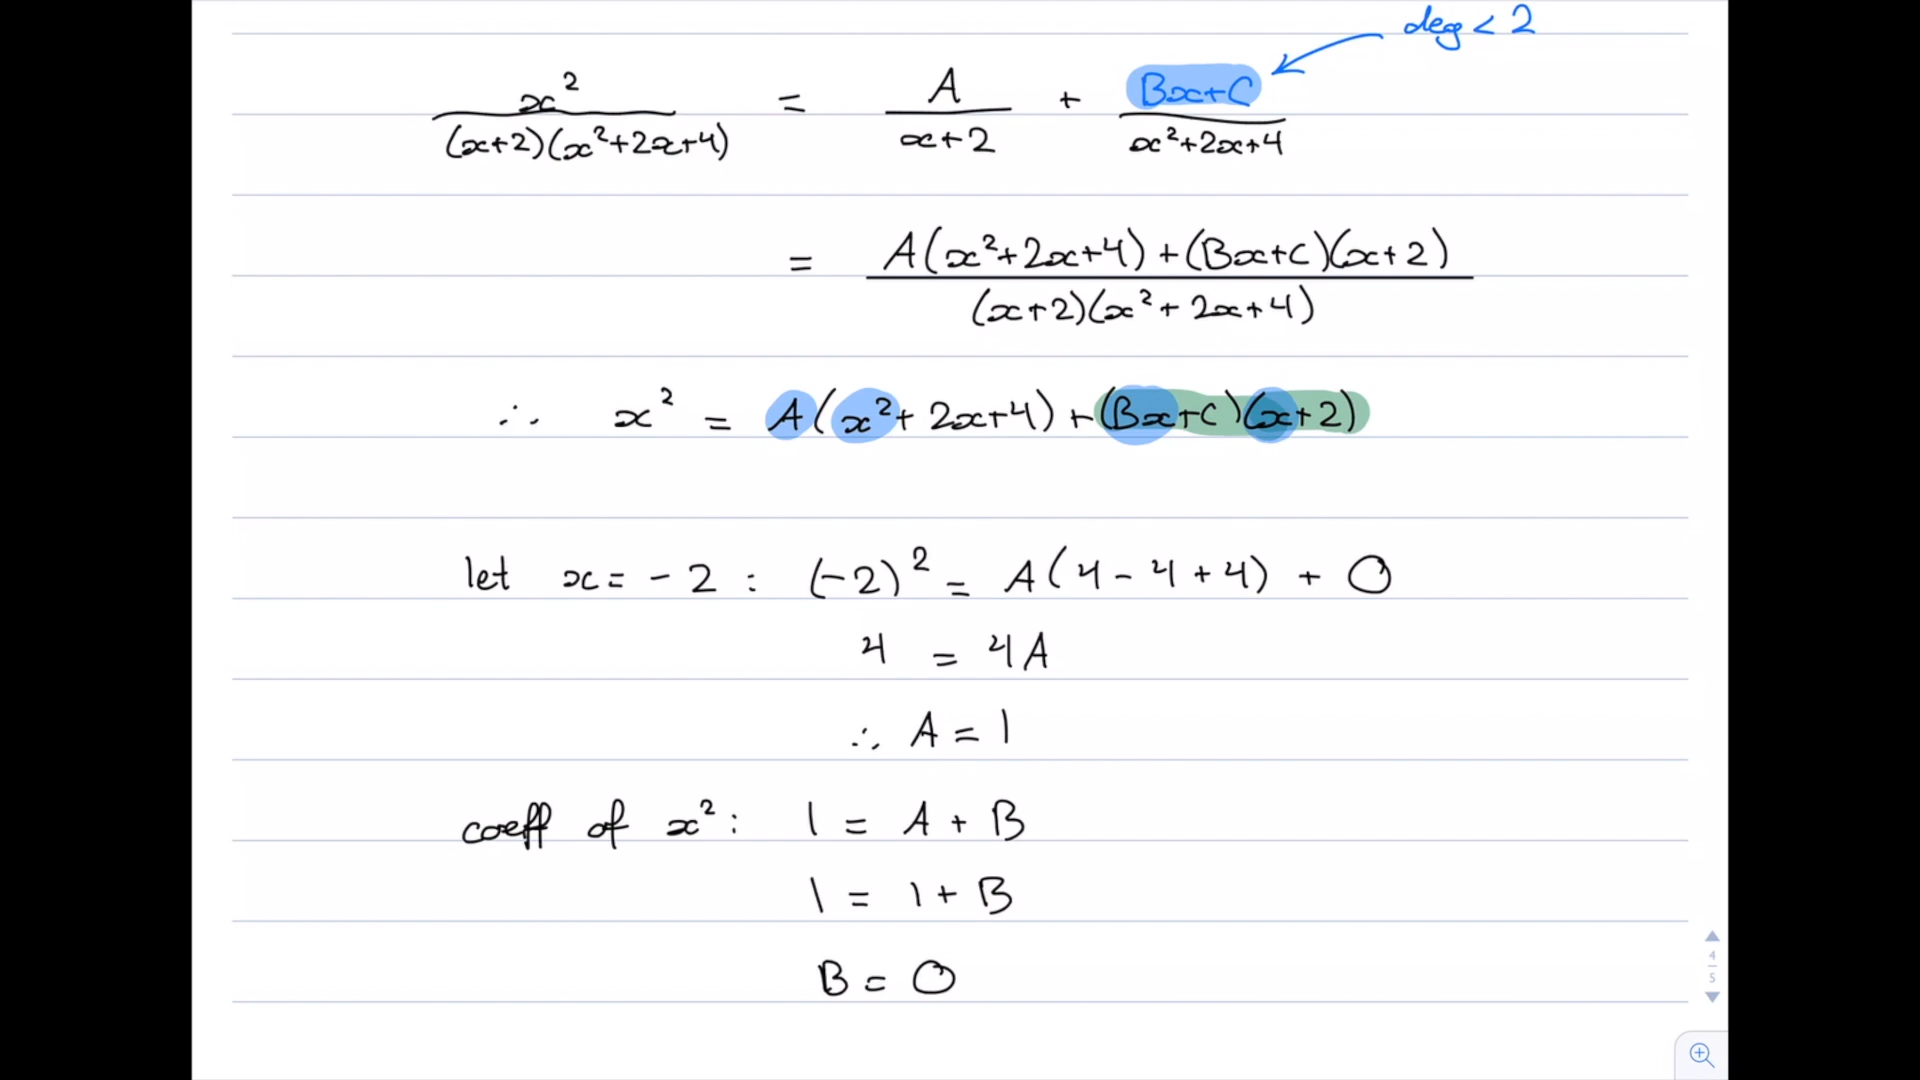 deg < 2
x² / (x+2)(x²+2x+4) = A / x+2 + Bx+C / x²+2x+4
= A(x²+2x+4)+(Bx+C)(x+2) / (x+2)(x²+2x+4)
∴ x² = A(x²+2x+4)+(Bx+C)(x+2)
let x = -2 : (-2)² = A(4-4+4) + 0
4 = 4A
∴ A = 1
coeff of x²: 1 = A + B
1 = 1 + B
B = 0
4
5